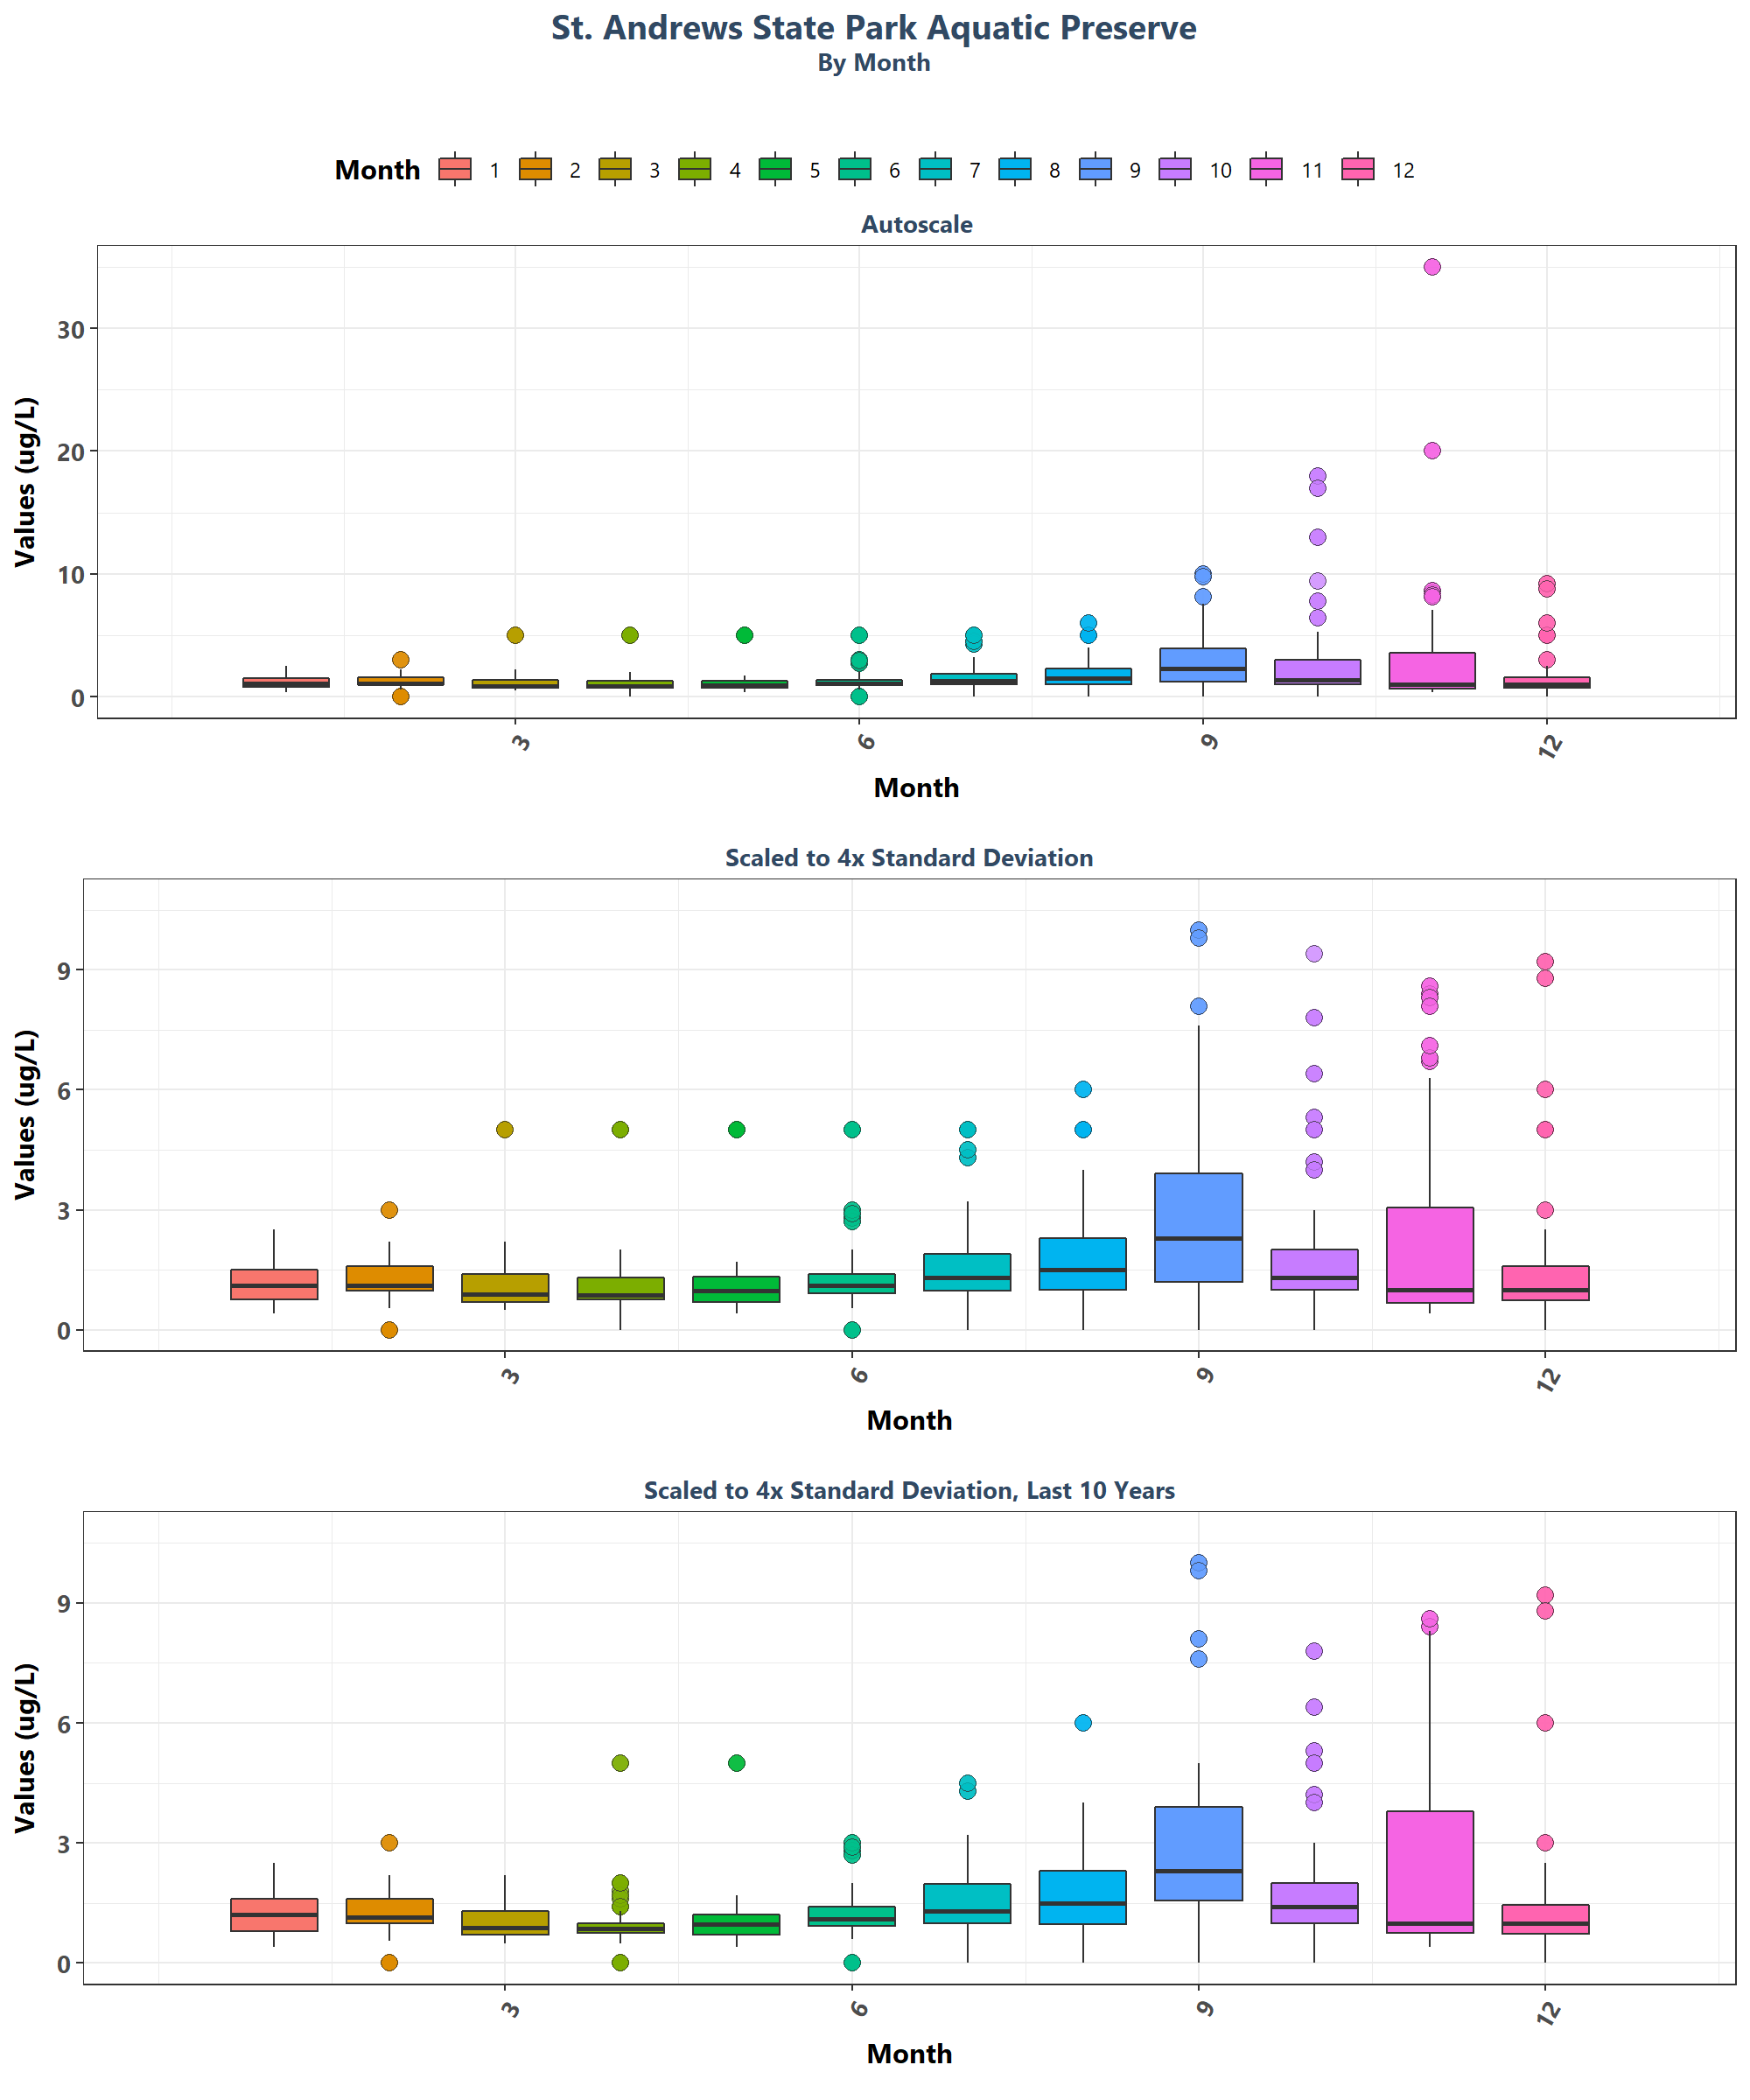 St. Andrews State Park Aquatic Preserve
By Month
Month 1 2 3 4 5 6 7 8 9 10 11 12
Autoscale
Values (ug/L)
30
20
10
0
3 6 9 12
Month
Scaled to 4x Standard Deviation
Values (ug/L)
9
6
3
0
3 6 9 12
Month
Scaled to 4x Standard Deviation, Last 10 Years
Values (ug/L)
9
6
3
0
3 6 9 12
Month